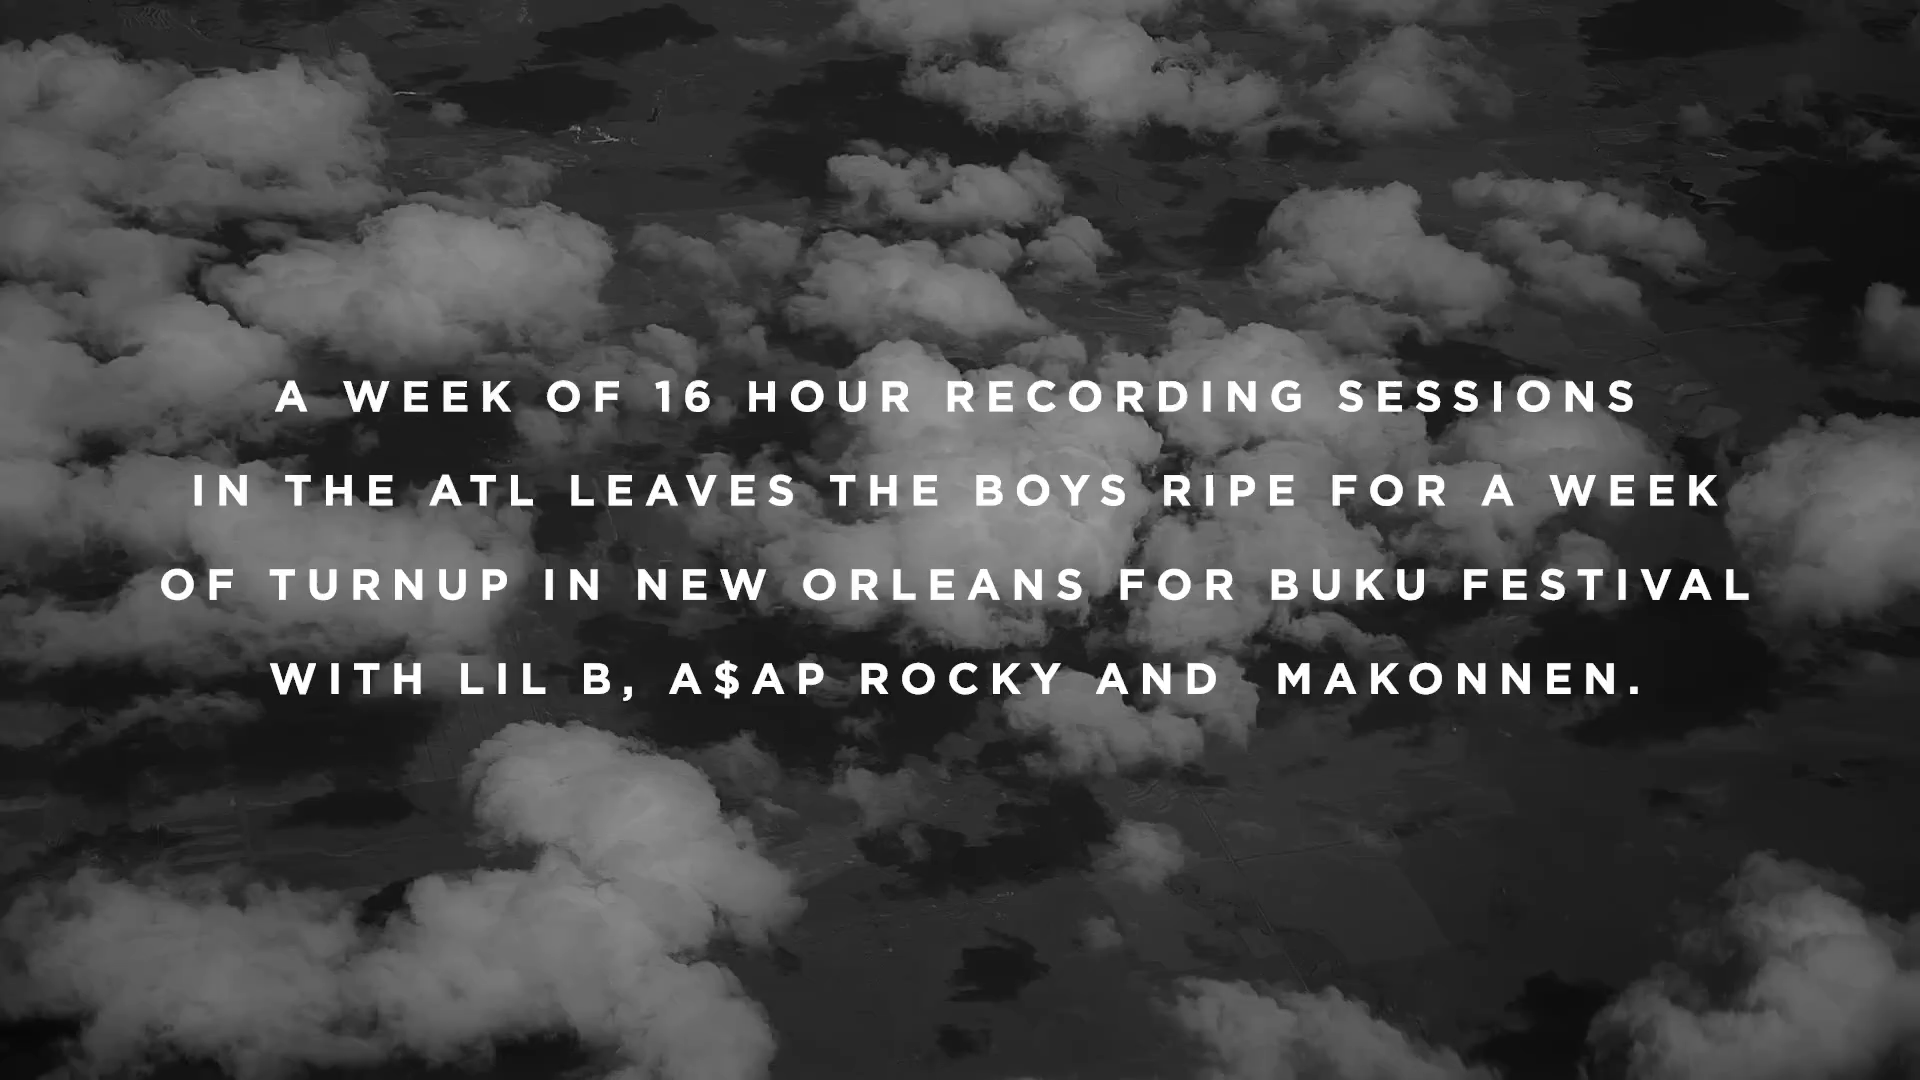 A WEEK OF 16 HOUR RECORDING SESSIONS
IN THE ATL LEAVES THE BOYS RIPE FOR A WEEK
OF TURNUP IN NEW ORLEANS FOR BUKU FESTIVAL
WITH LIL B, A$AP ROCKY AND  MAKONNEN.